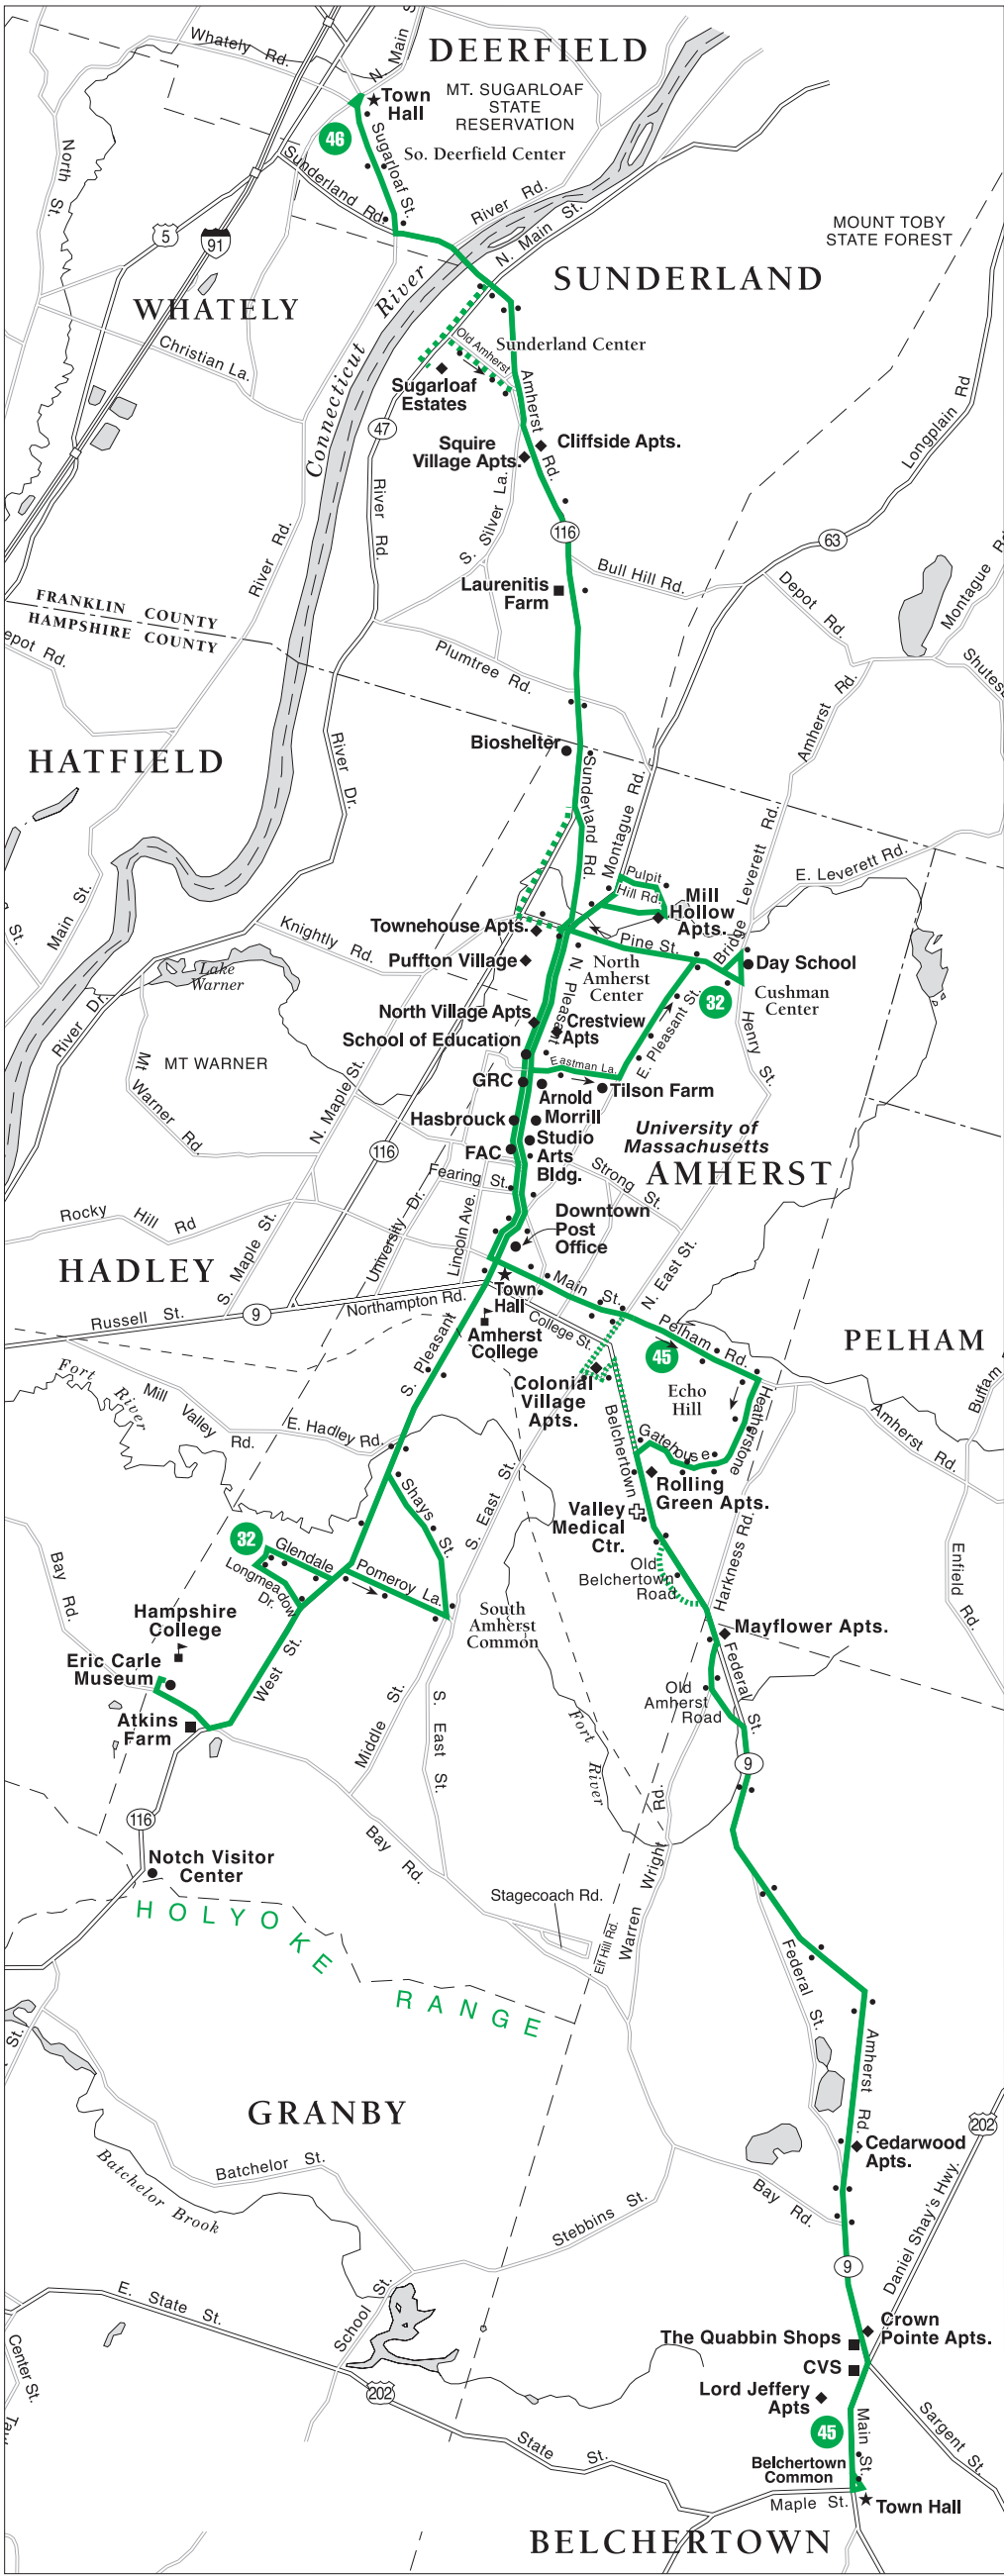 Whately Rd.
N. Main S
DEERFIELD
Town
Hall
MT. SUGARLOAF
STATE
RESERVATION
46
So. Deerfield Center
Sugarloaf St.
Sunderland Rd.
North St.
River Rd.
N. Main St.
5
91
MOUNT TOBY
STATE FOREST
SUNDERLAND
WHATELY
Connecticut River
Christian La.
Old Amherst
Sunderland Center
Sugarloaf
Estates
Amherst Rd.
Longplain Rd
47
Squire
Village Apts.
Cliffside Apts.
River Rd.
S. Silver La.
116
63
River Rd.
Bull Hill Rd.
Laurenitis
Farm
Depot Rd.
Montague R
FRANKLIN COUNTY
HAMPSHIRE COUNTY
epot Rd.
Plumtree Rd.
Shutes
Amherst Rd.
HATFIELD
River Dr.
Bioshelter
Sunderland Rd.
Montague Rd.
Leverett Rd.
E. Leverett Rd.
Pulpit
Hill Rd.
Mill
Hollow
Apts.
Main St.
St.
Knightly Rd.
Townehouse Apts.
Pine St.
Bridge
Puffton Village
Lake
Warner
North
Amherst
Center
Day School
32
Cushman
Center
River Dr.
N. Pleasant
E. Pleasant St.
Henry St.
North Village Apts
Crestview
Apts
School of Education
Eastman La.
MT WARNER
Mt Warner Rd.
N. Maple St.
GRC
Arnold
Tilson Farm
Hasbrouck
Morrill
University of
Massachusetts
116
FAC
Studio
Arts
Bldg.
AMHERST
Fearing St.
Strong St.
Rocky Hill Rd
University Dr.
Lincoln Ave.
Downtown
Post
Office
HADLEY
S. Maple St.
N. East St.
Main St.
Town
Hall
Russell St.
9
Northampton Rd.
College St.
Amherst
College
Pelham Rd.
PELHAM
45
Fort River
S. Pleasant
Colonial
Village
Apts.
Echo
Hill
Heatherstone
Buffam
Mill Valley Rd.
E. Hadley Rd.
Belchertown
Gatehouse
Amherst Rd.
Shays St.
S. East St.
Rolling
Green Apts.
Valley
Medical
Ctr.
32
Glendale
Longmeadow
Dr.
Pomeroy La.
Old
Belchertown
Road
Harkness Rd.
Enfield Rd.
Bay Rd.
Hampshire
College
South
Amherst
Common
Mayflower Apts.
Eric Carle
Museum
West St.
Federal St.
Atkins
Farm
Middle St.
S. East St.
Old
Amherst
Road
Fort River
9
116
Bay Rd.
Notch Visitor
Center
Warren Wright Rd.
Stagecoach Rd.
HOLYOKE
RANGE
Elf Hill Rd.
Federal St.
St.
Amherst Rd.
GRANBY
202
Batchelor St.
Batchelor Brook
Cedarwood
Apts.
Bay Rd.
Stebbins St.
Daniel Shay's Hwy.
9
E. State St.
School St.
Crown
Pointe Apts.
The Quabbin Shops
CVS
Center St.
202
Lord Jeffery
Apts
45
Main St.
Sargent St.
State St.
Belchertown
Common
Maple St.
Town Hall
BELCHERTOWN